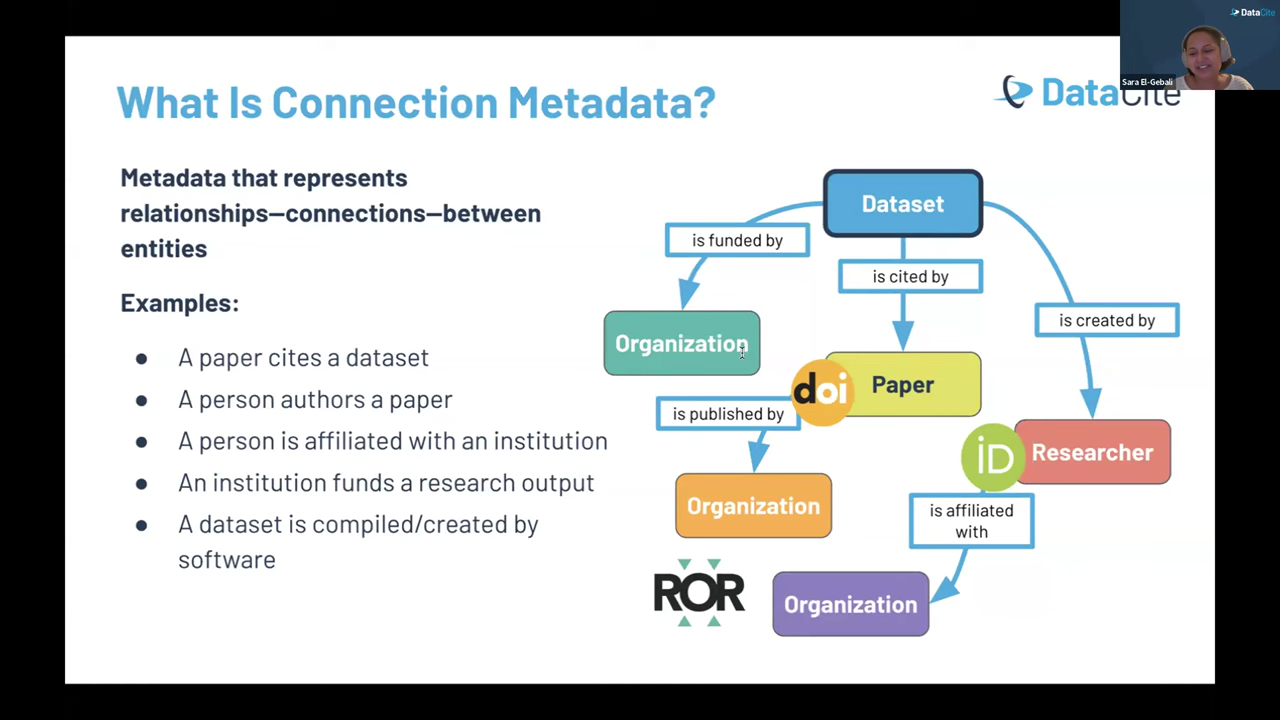 DataCite
Sara El-Gebali
What Is Connection Metadata?
DataCite
Metadata that represents
relationships—connections—between
entities
Examples:
● A paper cites a dataset
● A person authors a paper
● A person is affiliated with an institution
● An institution funds a research output
● A dataset is compiled/created by
software
Dataset
is funded by
is cited by
is created by
Organization
doi
Paper
is published by
iD
Researcher
Organization
is affiliated
with
ROR
Organization